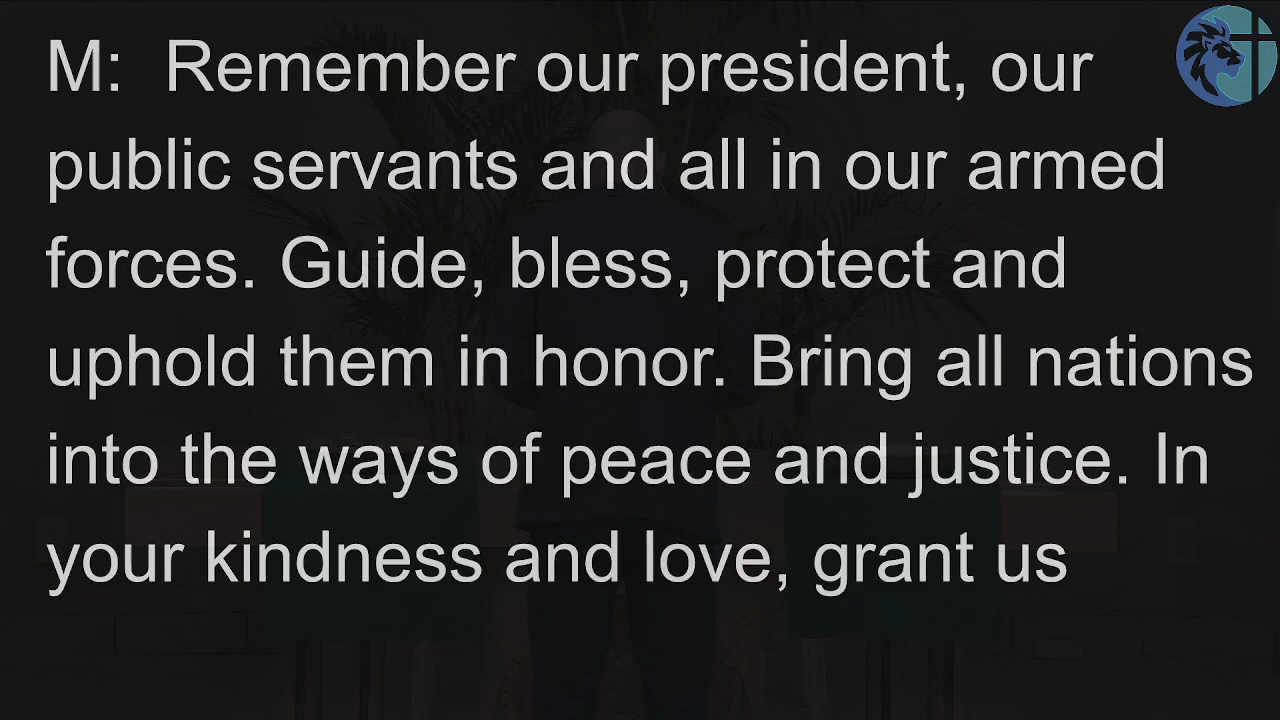 M:  Remember our president, our
public servants and all in our armed
forces. Guide, bless, protect and
uphold them in honor. Bring all nations
into the ways of peace and justice. In
your kindness and love, grant us